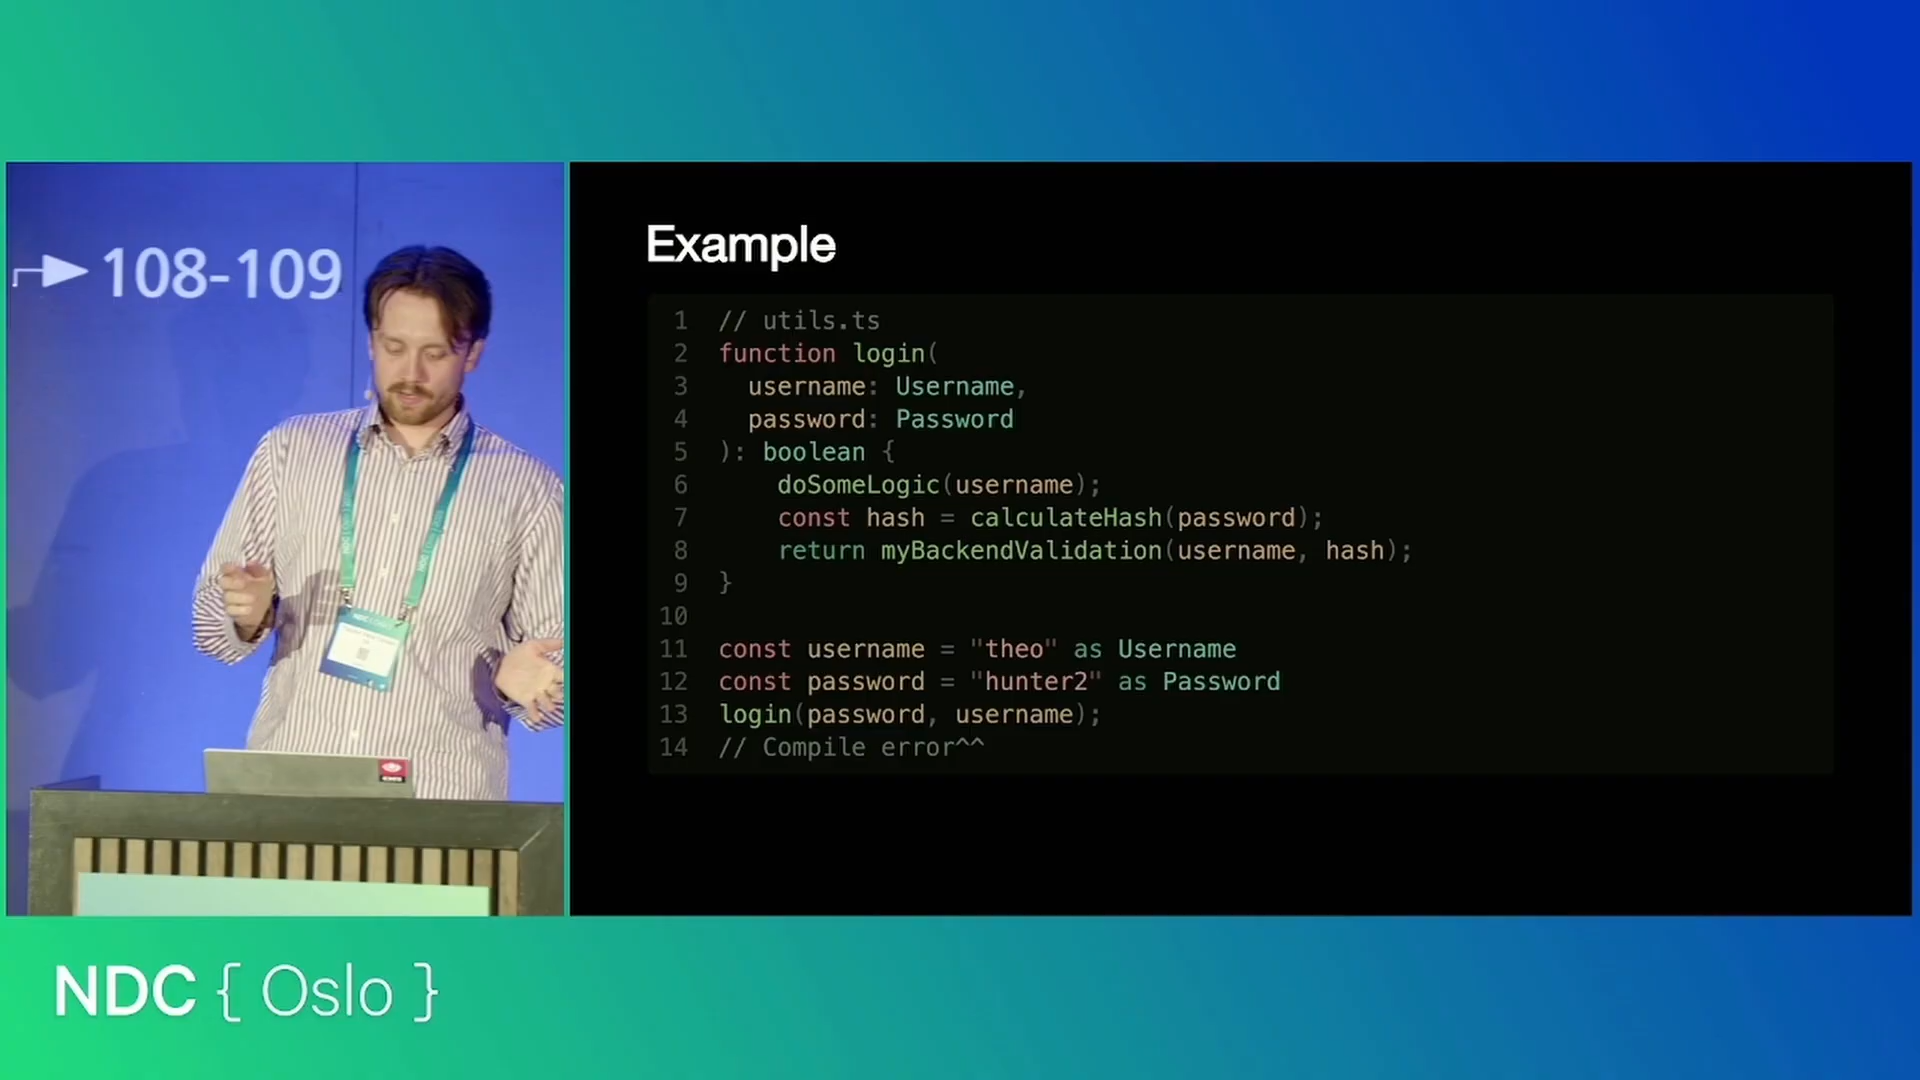 108-109
Example
1 // utils.ts
2 function login(
3 username: Username,
4 password: Password
5 ): boolean {
6 doSomeLogic(username);
7 const hash = calculateHash(password);
8 return myBackendValidation(username, hash);
9 }
10
11 const username = "theo" as Username
12 const password = "hunter2" as Password
13 login(password, username);
14 // Compile error^^
NDC { Oslo }